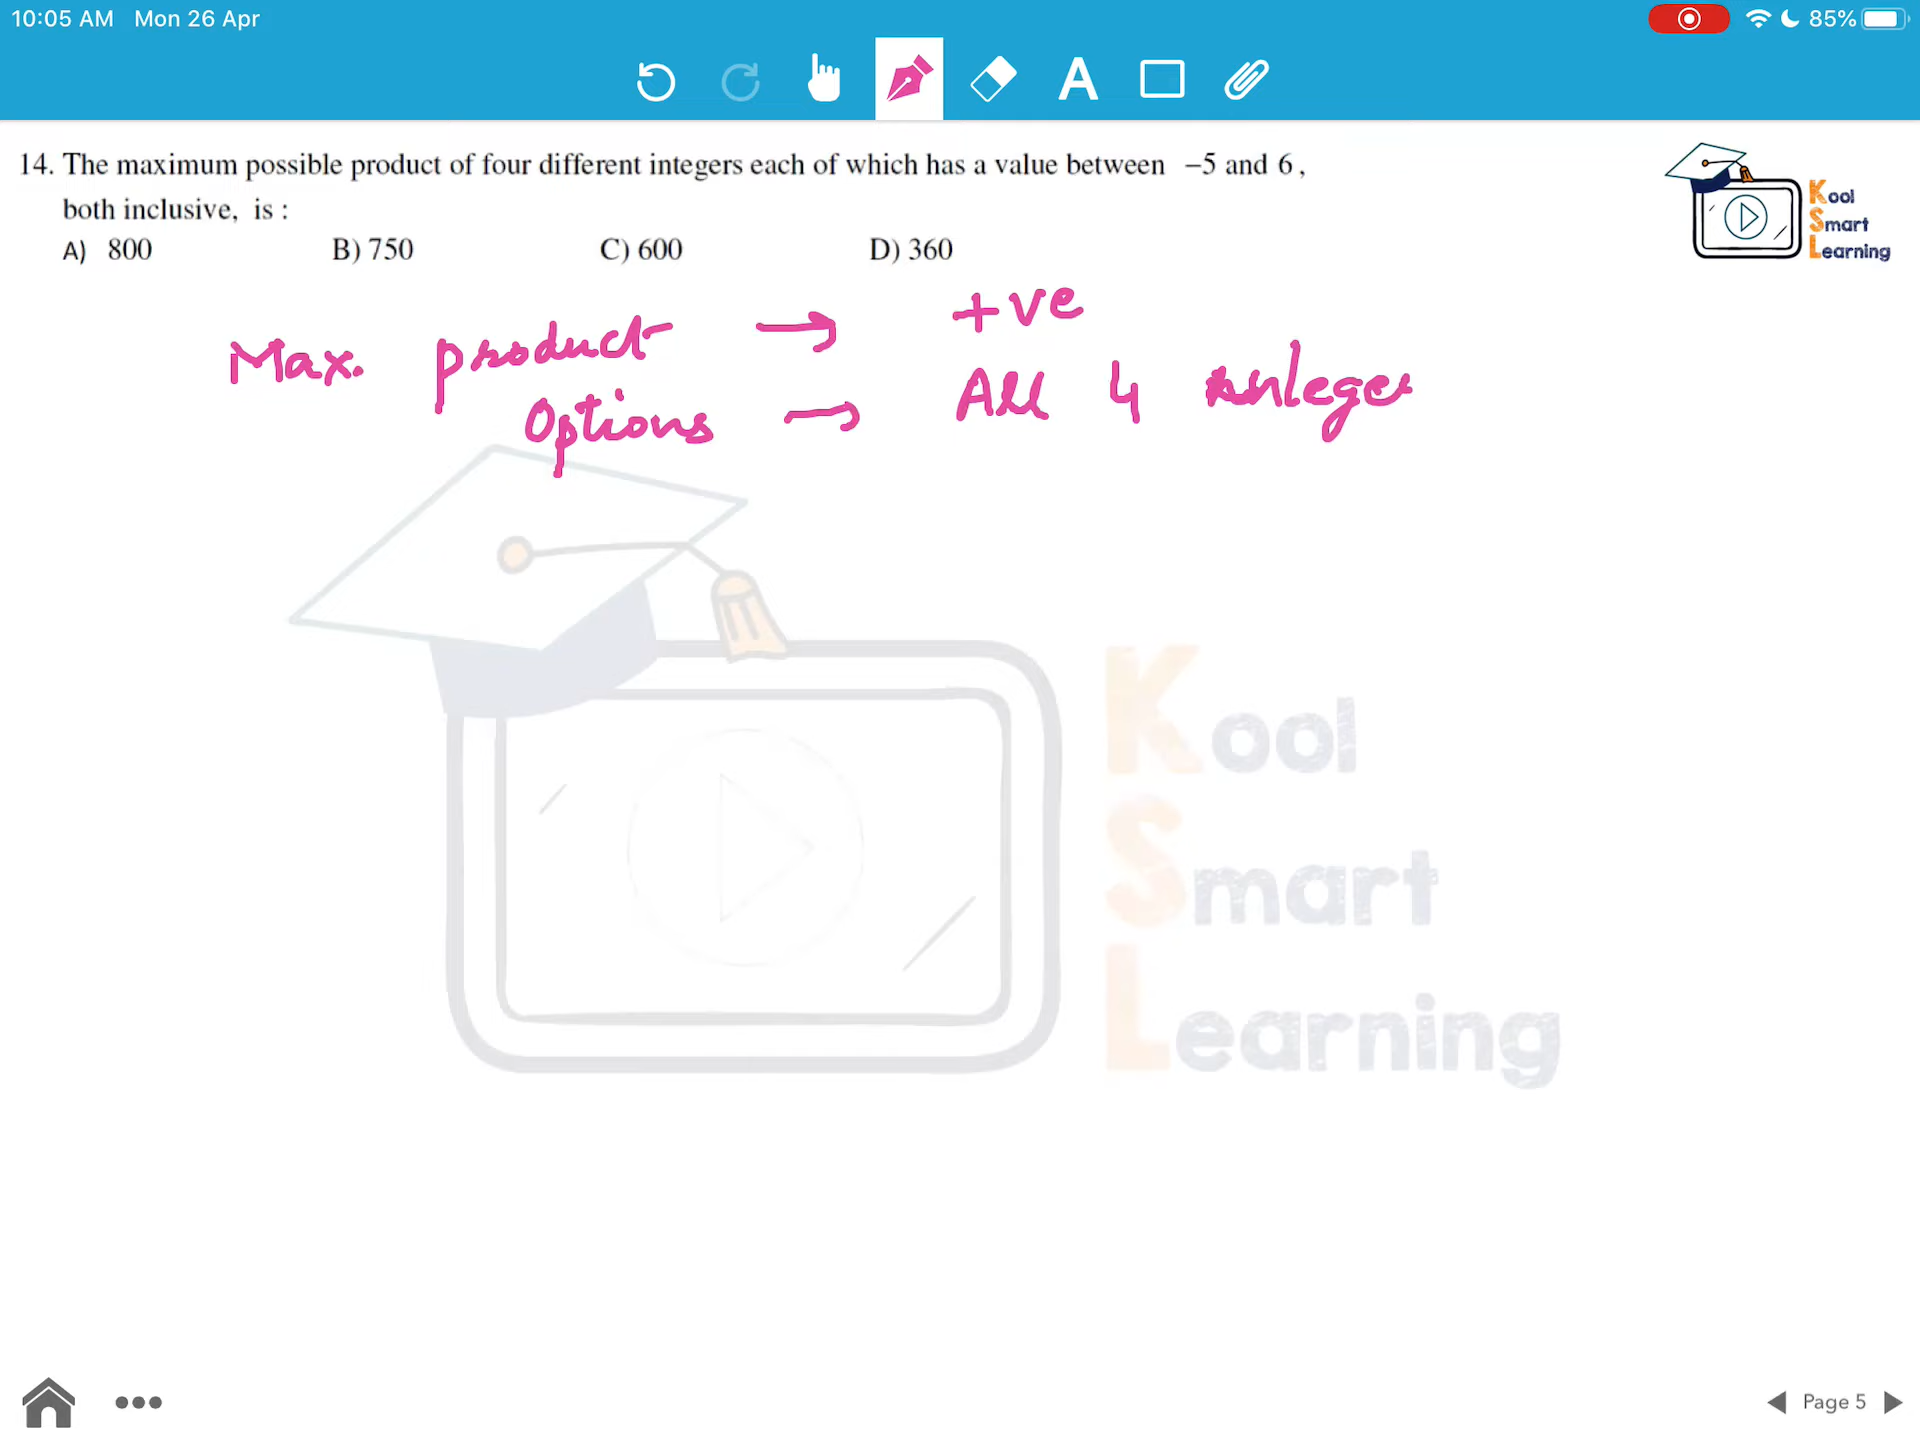 10:05 AM Mon 26 Apr
85%
14. The maximum possible product of four different integers each of which has a value between −5 and 6,
both inclusive, is :
A) 800 B) 750 C) 600 D) 360
Kool
Smart
Learning
Max. product → +ve
Options → All 4
Kool
Smart
Learning
Page 5